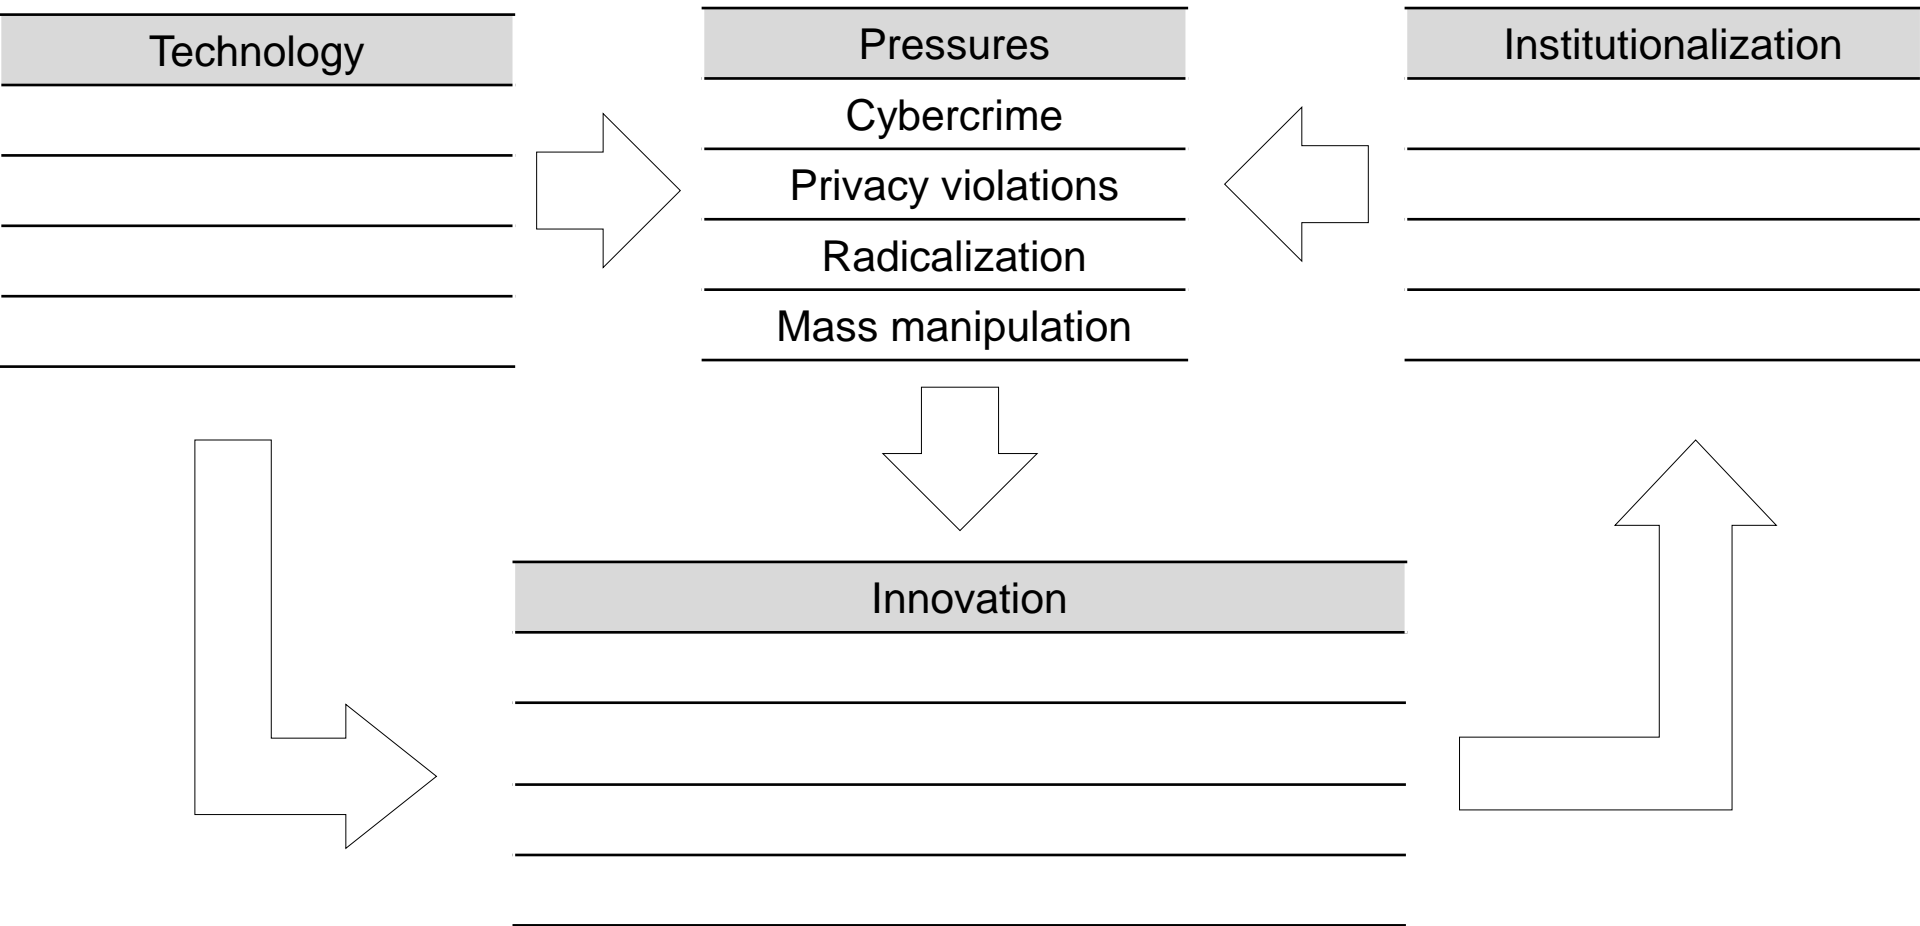 Technology
Pressures
Institutionalization
Cybercrime
Privacy violations
Radicalization
Mass manipulation
Innovation